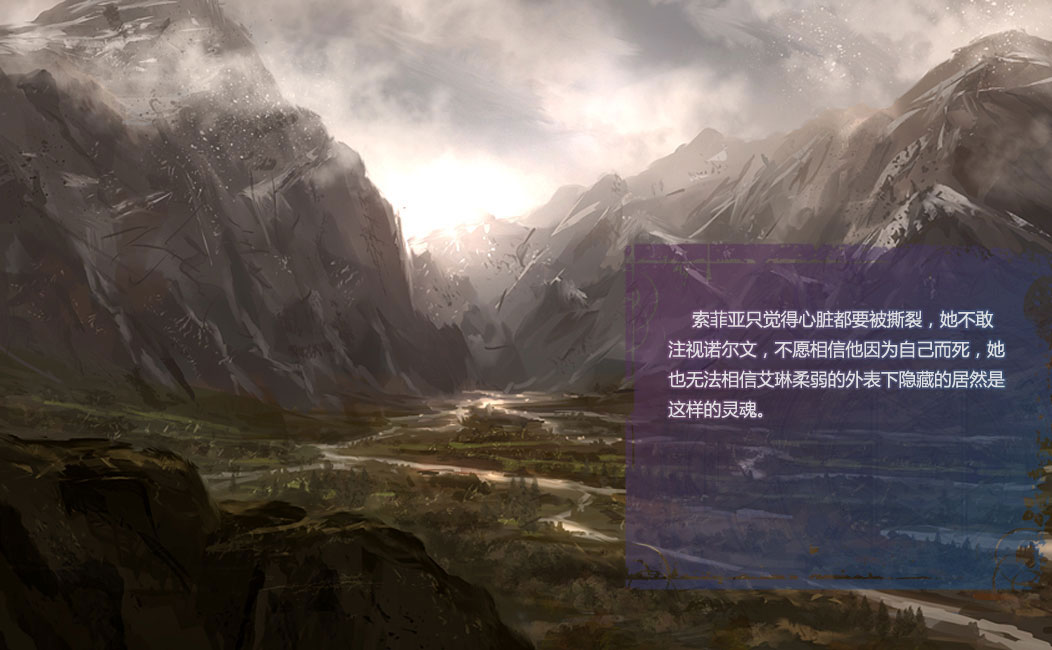 索菲亚只觉得心脏都要被撕裂，她不敢
注视诺尔文，不愿相信他因为自己而死，她
也无法相信艾琳柔弱的外表下隐藏的居然是
这样的灵魂。